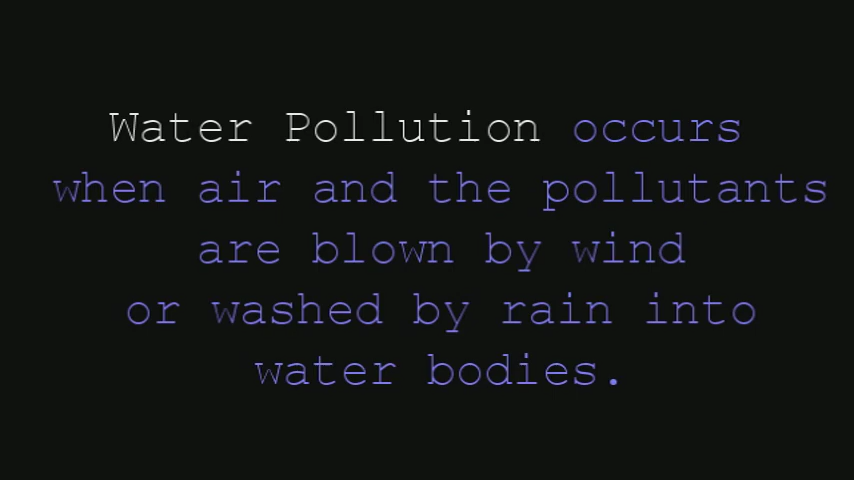 Water Pollution occurs
when air and the pollutants
are blown by wind
or washed by rain into
water bodies.